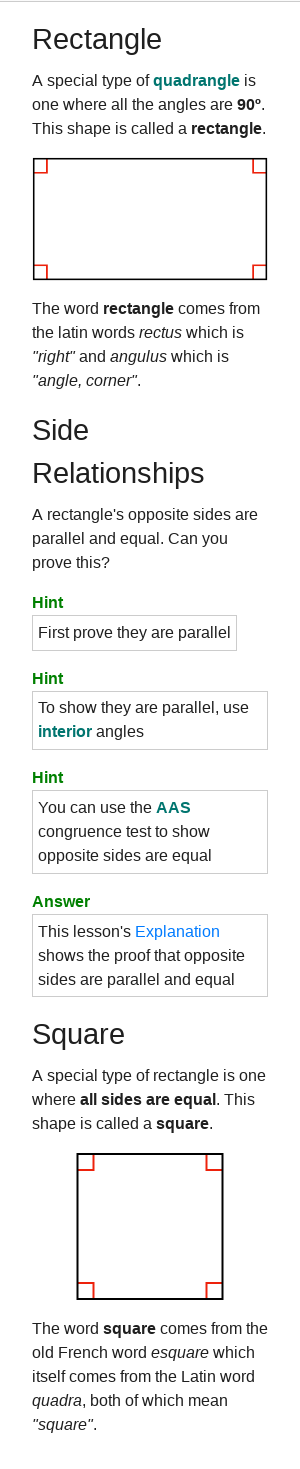 Rectangle
A special type of quadrangle is
one where all the angles are 90º.
This shape is called a rectangle.
The word rectangle comes from
the latin words rectus which is
"right" and angulus which is
"angle, corner".
Side
Relationships
A rectangle's opposite sides are
parallel and equal. Can you
prove this?
Hint
First prove they are parallel
Hint
To show they are parallel, use
interior angles
Hint
You can use the AAS
congruence test to show
opposite sides are equal
Answer
This lesson's Explanation
shows the proof that opposite
sides are parallel and equal
Square
A special type of rectangle is one
where all sides are equal. This
shape is called a square.
The word square comes from the
old French word esquare which
itself comes from the Latin word
quadra, both of which mean
"square".